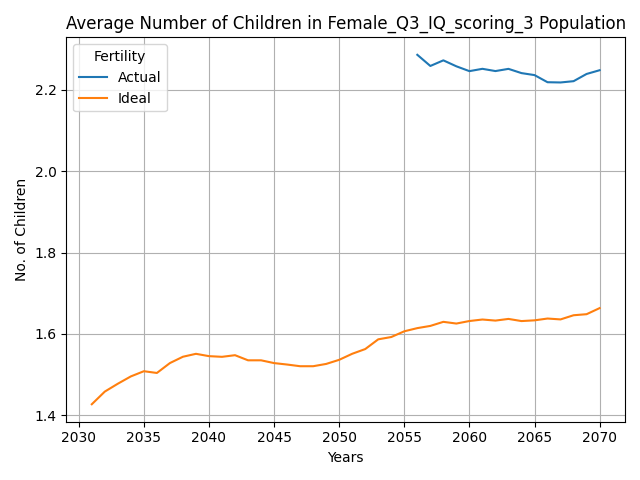 Average Number of Children in Female_Q3_IQ_scoring_3 Population
Fertility
Actual
Ideal
No. of Children
2.2
2.0
1.8
1.6
1.4
2030 2035 2040 2045 2050 2055 2060 2065 2070
Years